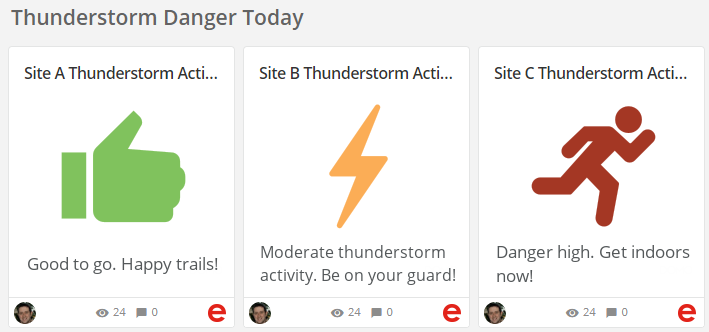 Thunderstorm Danger Today
Site A Thunderstorm Acti...
Site B Thunderstorm Acti...
Site C Thunderstorm Acti...
Good to go. Happy trails!
Moderate thunderstorm
activity. Be on your guard!
Danger high. Get indoors
now!
24 0
e
24 0
e
24 0
e